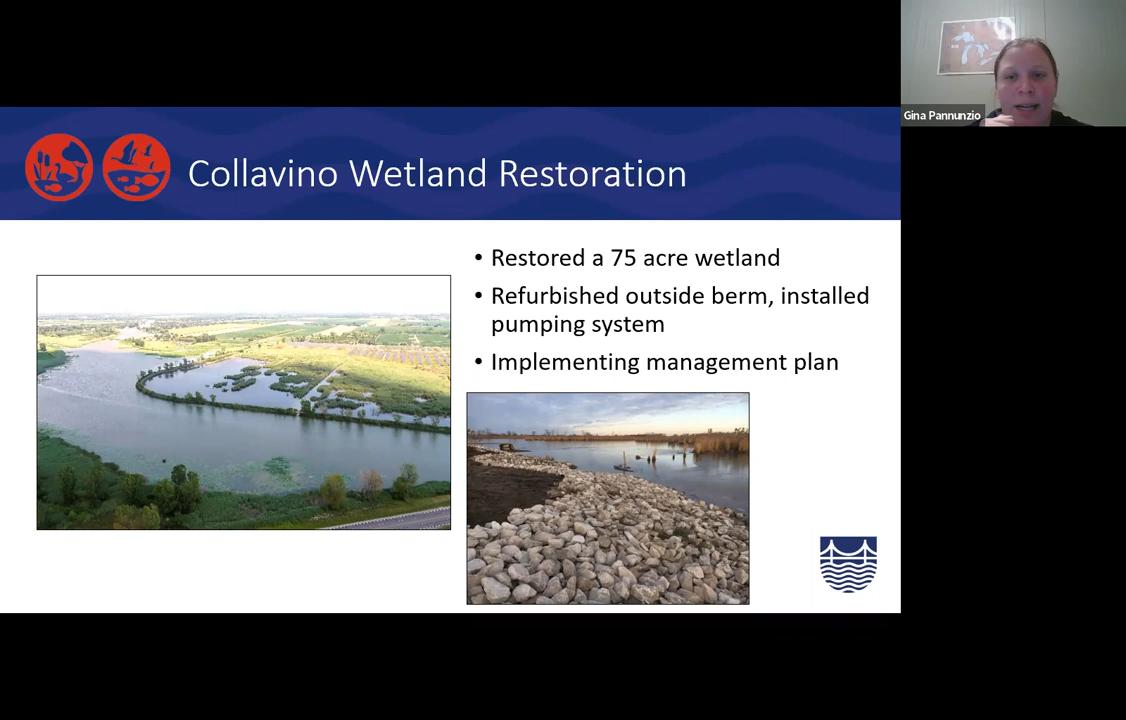 Gina Pannunzio
Collavino Wetland Restoration
• Restored a 75 acre wetland
• Refurbished outside berm, installed
pumping system
• Implementing management plan